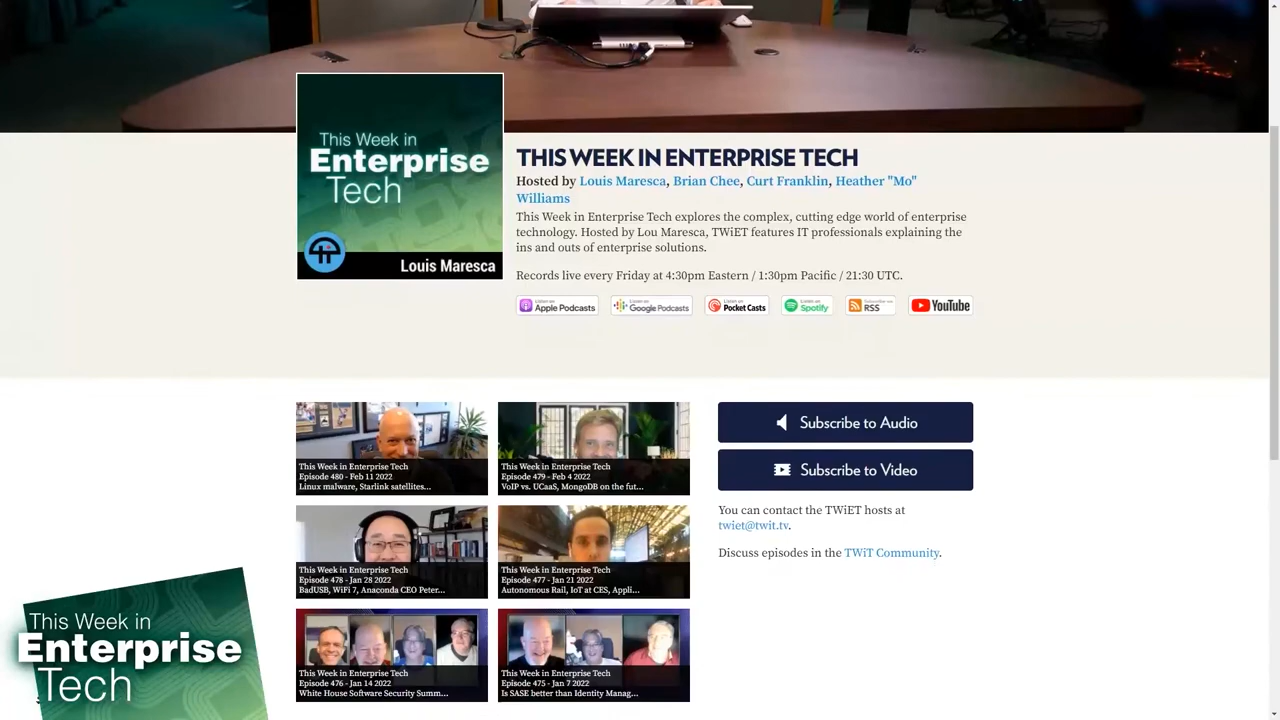 This Week in
Enterprise
Tech
Louis Maresca
THIS WEEK IN ENTERPRISE TECH
Hosted by Louis Maresca, Brian Chee, Curt Franklin, Heather "Mo"
Williams
This Week in Enterprise Tech explores the complex, cutting edge world of enterprise
technology. Hosted by Lou Maresca, TWiET features IT professionals explaining the
ins and outs of enterprise solutions.
Records live every Friday at 4:30pm Eastern / 1:30pm Pacific / 21:30 UTC.
Listen on
Apple Podcasts
Listen on
Google Podcasts
Listen on
Pocket Casts
Listen on
Spotify
Subscribe via
RSS
YouTube
This Week in Enterprise Tech
Episode 480 - Feb 11 2022
Linux malware, Starlink satellites...
This Week in Enterprise Tech
Episode 479 - Feb 4 2022
VoIP vs. UCaaS, MongoDB on the fut...
This Week in Enterprise Tech
Episode 478 - Jan 28 2022
BadUSB, WiFi 7, Anaconda CEO Peter...
This Week in Enterprise Tech
Episode 477 - Jan 21 2022
Autonomous Rail, IoT at CES, Appli...
This Week in Enterprise Tech
Episode 476 - Jan 14 2022
White House Software Security Summ...
This Week in Enterprise Tech
Episode 475 - Jan 7 2022
Is SASE better than Identity Manag...
Subscribe to Audio
Subscribe to Video
You can contact the TWiET hosts at
twiet@twit.tv.
Discuss episodes in the TWiT Community.
This Week in
Enterprise
Tech